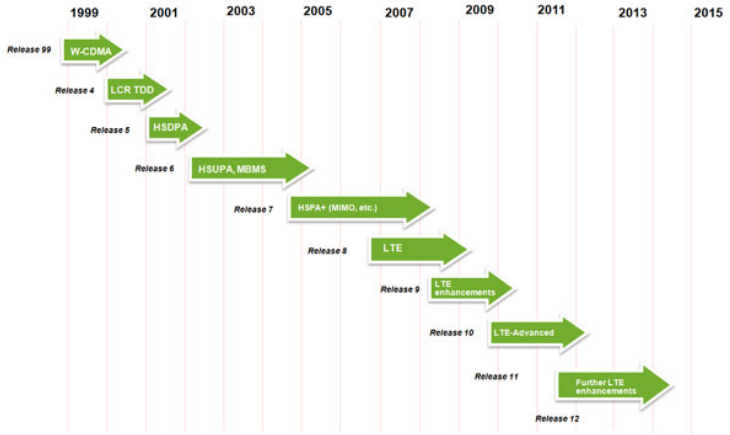 1999 2001 2003 2005 2007 2009 2011 2013 2015
Release 99 W-CDMA
Release 4 LCR TDD
Release 5 HSDPA
Release 6 HSUPA, MBMS
Release 7 HSPA+ (MIMO, etc.)
Release 8 LTE
Release 9 LTE
enhancements
Release 10 LTE-Advanced
Release 11
Further LTE
enhancements
Release 12